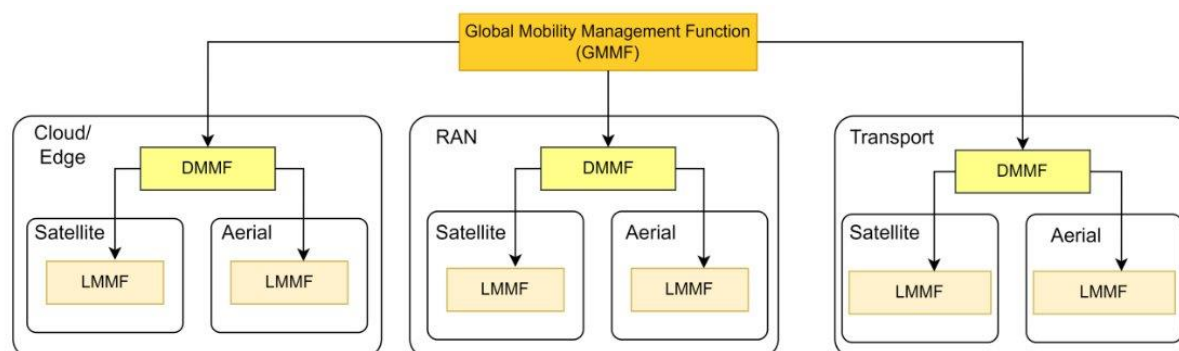 Global Mobility Management Function
(GMMF)
Cloud/
Edge
DMMF
Satellite
LMMF
Aerial
LMMF
RAN
DMMF
Satellite
LMMF
Aerial
LMMF
Transport
DMMF
Satellite
LMMF
Aerial
LMMF